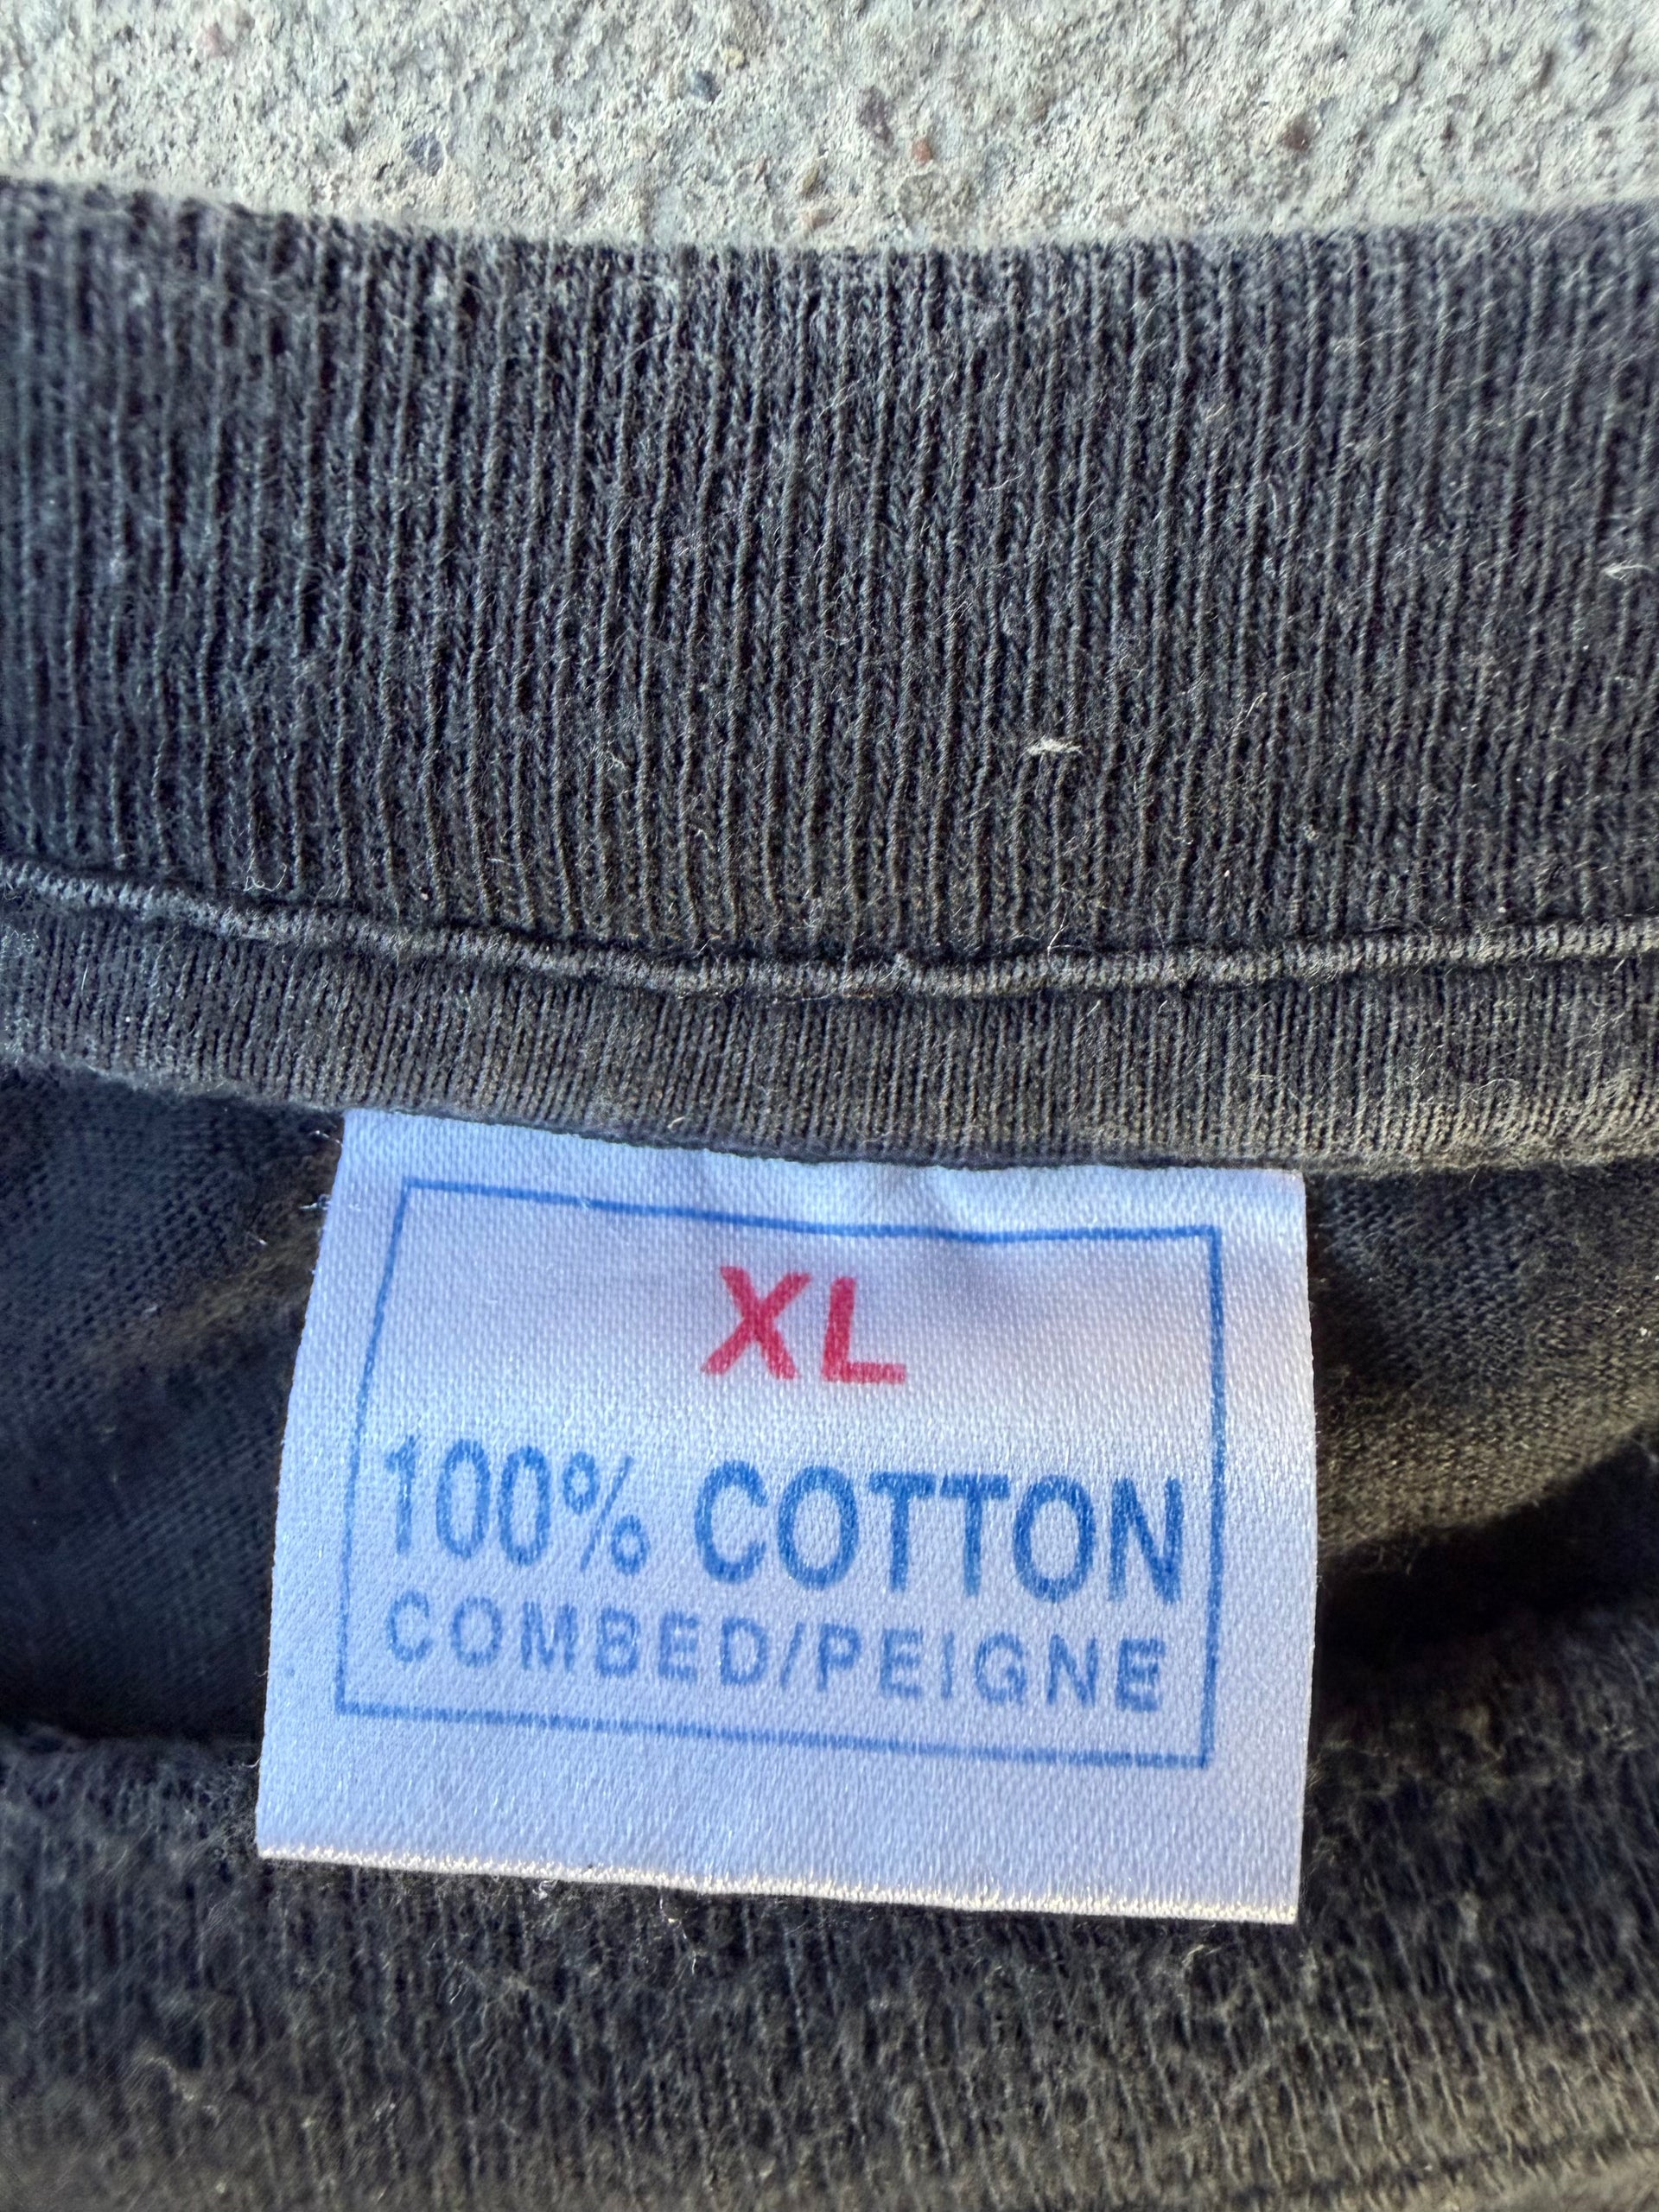 XL
100% COTTON
COMBED/PEIGNE